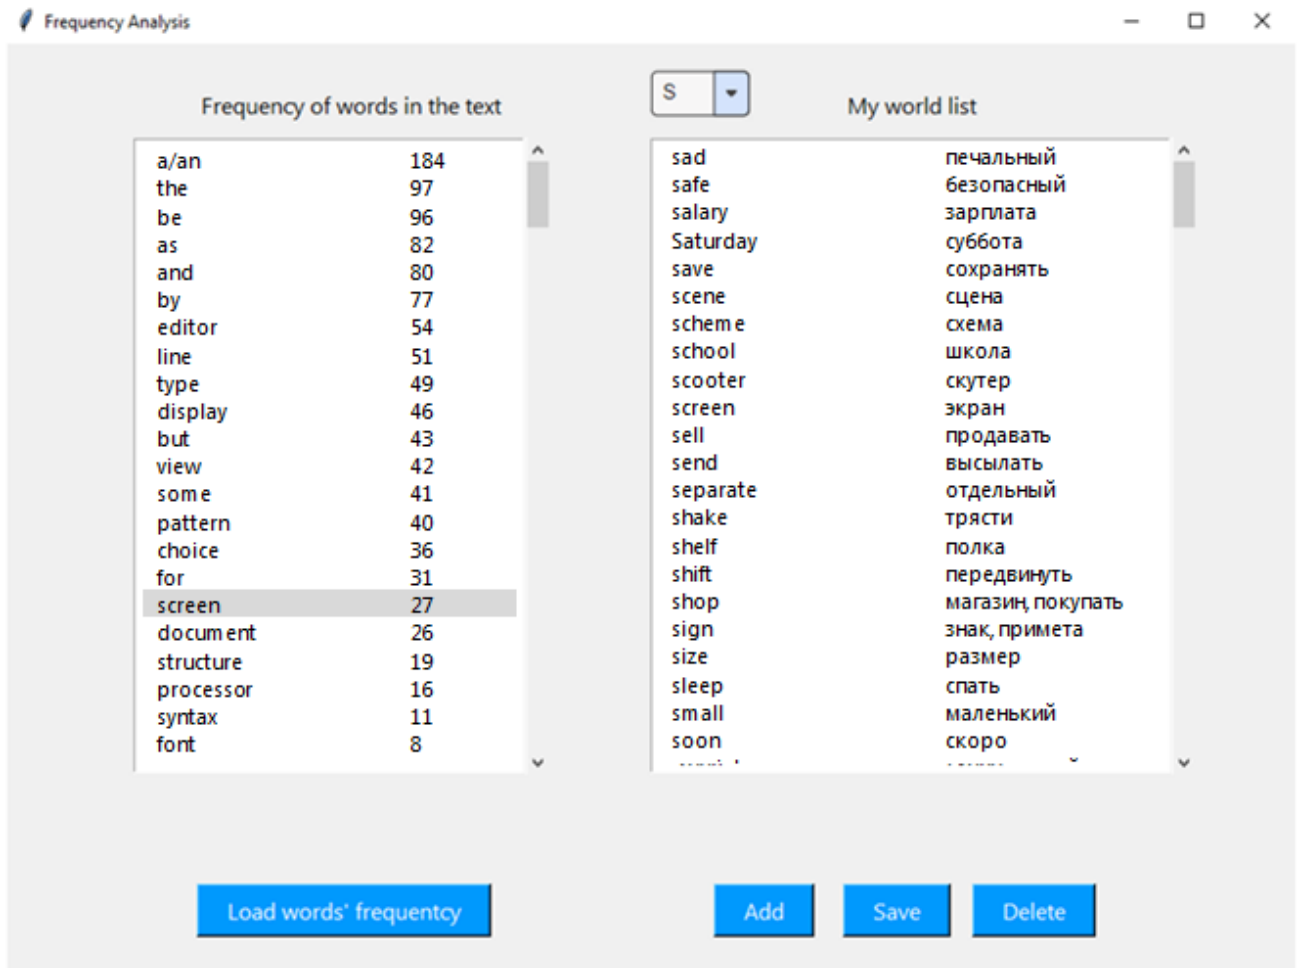 Frequency Analysis
S
Frequency of words in the text
My world list
a/an 184
the 97
be 96
as 82
and 80
by 77
editor 54
line 51
type 49
display 46
but 43
view 42
some 41
pattern 40
choice 36
for 31
screen 27
document 26
structure 19
processor 16
syntax 11
font 8
sad печальный
safe безопасный
salary зарплата
Saturday суббота
save сохранять
scene сцена
scheme схема
school школа
scooter скутер
screen экран
sell продавать
send высылать
separate отдельный
shake трясти
shelf полка
shift передвинуть
shop магазин, покупать
sign знак, примета
size размер
sleep спать
small маленький
soon скоро
Load words' frequentcy
Add
Save
Delete